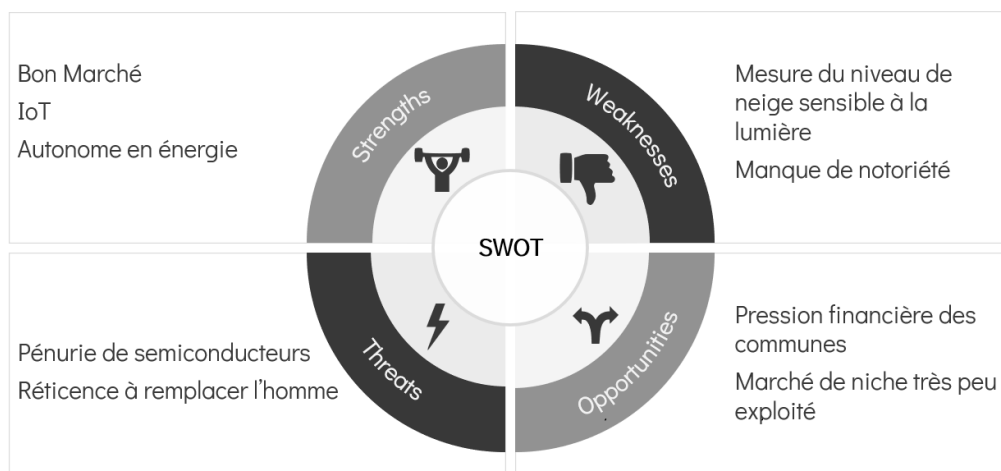 Bon Marché
IoT
Autonome en énergie
Strengths
Weaknesses
Mesure du niveau de
neige sensible à la
lumière
Manque de notoriété
SWOT
Pénurie de semiconducteurs
Réticence à remplacer l'homme
Threats
Opportunities
Pression financière des
communes
Marché de niche très peu
exploité